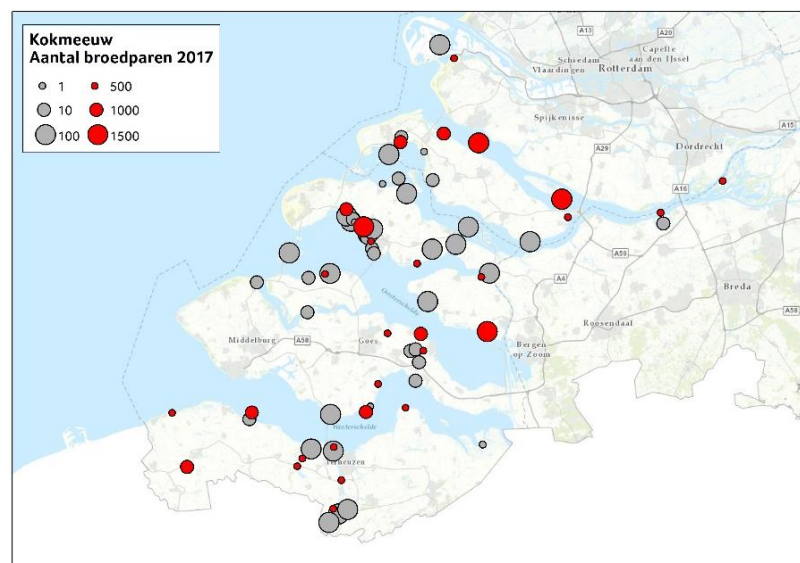 Kokmeeuw
Aantal broedparen 2017
1 500
10 1000
100 1500
A13
A20
Schiedam
Capelle
aan den IJssel
Vlaardingen
Rotterdam
Spijkenisse
A15
A29
Dordrecht
A16
A59
A4
Oosterschelde
Breda
Roosendaal
A58
Middelburg
A58
Goes
Bergen
op Zoom
Westerschelde
Terneuzen